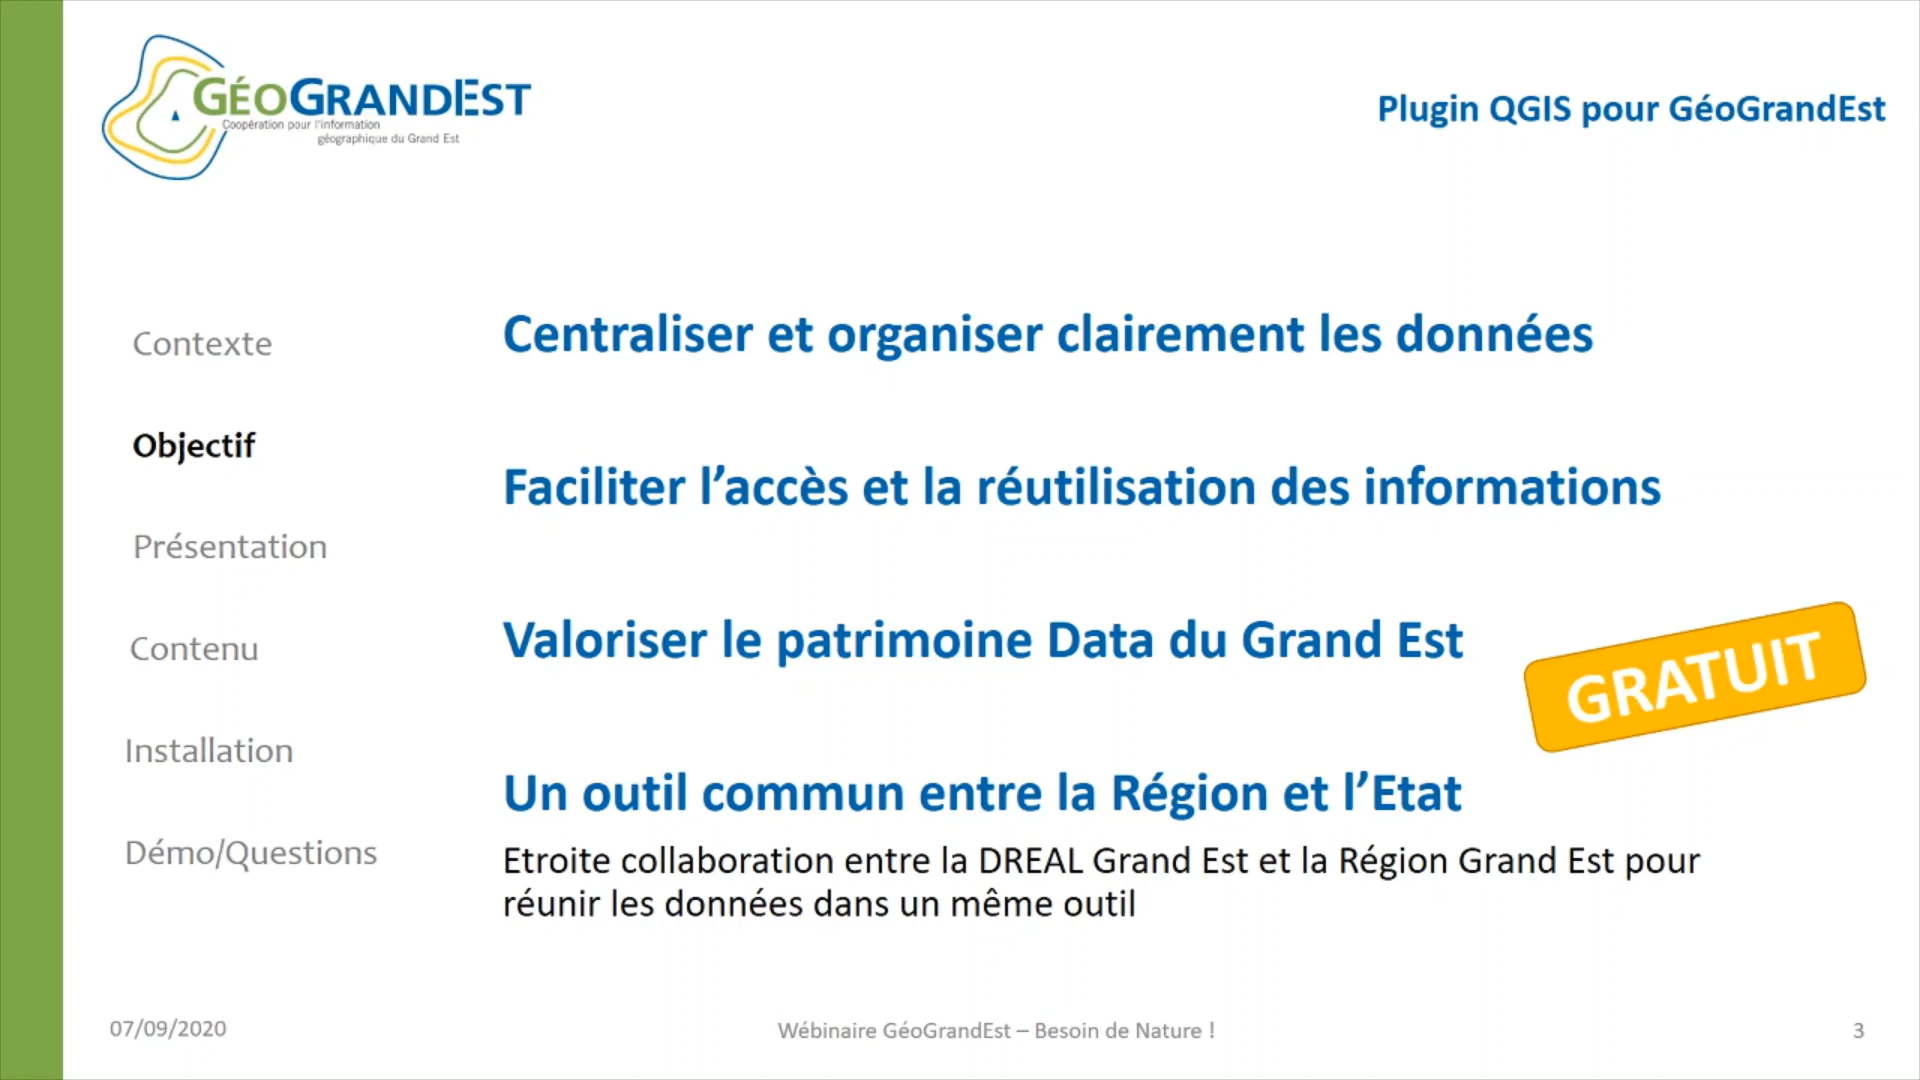 GÉOGRANDEST
Coopération pour l'information
géographique du Grand Est
Plugin QGIS pour GéoGrandEst
Contexte
Objectif
Présentation
Contenu
Installation
Démo/Questions
Centraliser et organiser clairement les données
Faciliter l’accès et la réutilisation des informations
Valoriser le patrimoine Data du Grand Est
GRATUIT
Un outil commun entre la Région et l’Etat
Etroite collaboration entre la DREAL Grand Est et la Région Grand Est pour
réunir les données dans un même outil
07/09/2020
Wébinaire GéoGrandEst – Besoin de Nature !
3